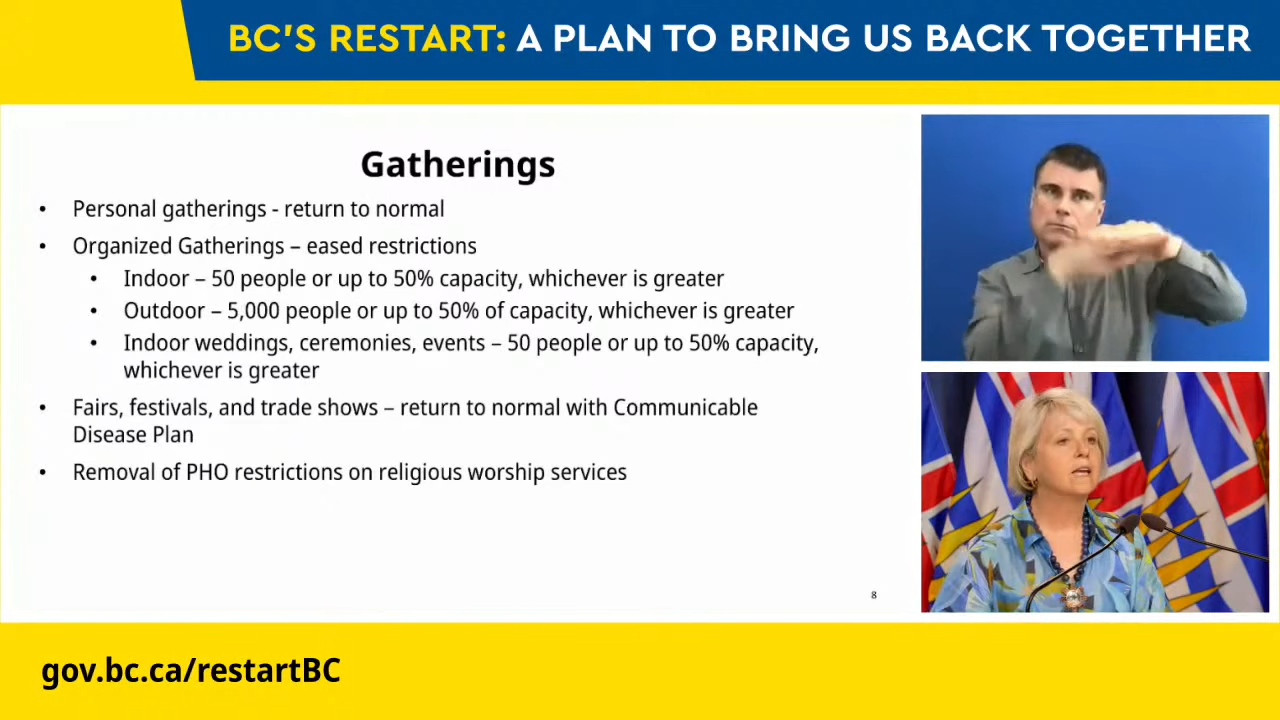 BC'S RESTART: A PLAN TO BRING US BACK TOGETHER
Gatherings
• Personal gatherings - return to normal
• Organized Gatherings – eased restrictions
• Indoor – 50 people or up to 50% capacity, whichever is greater
• Outdoor – 5,000 people or up to 50% of capacity, whichever is greater
• Indoor weddings, ceremonies, events – 50 people or up to 50% capacity,
whichever is greater
• Fairs, festivals, and trade shows – return to normal with Communicable
Disease Plan
• Removal of PHO restrictions on religious worship services
8
gov.bc.ca/restartBC